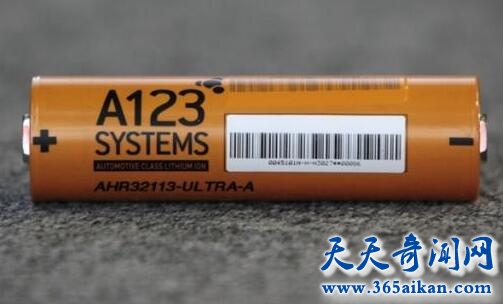 A123
SYSTEMS
AUTOMOTIVE CLASS LITHIUM ION
AHR32113-ULTRA-A
+
-
天天奇闻网
www.365aikan.com